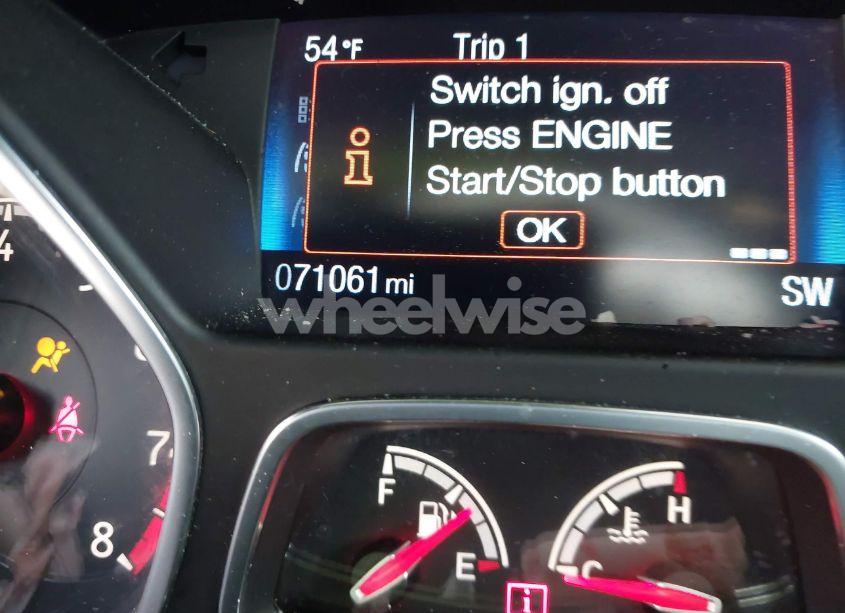 54°F Trip 1
Switch ign. off
Press ENGINE
Start/Stop button
OK
071061 mi SW
wheelwise
4
7
8
F
E
H
C